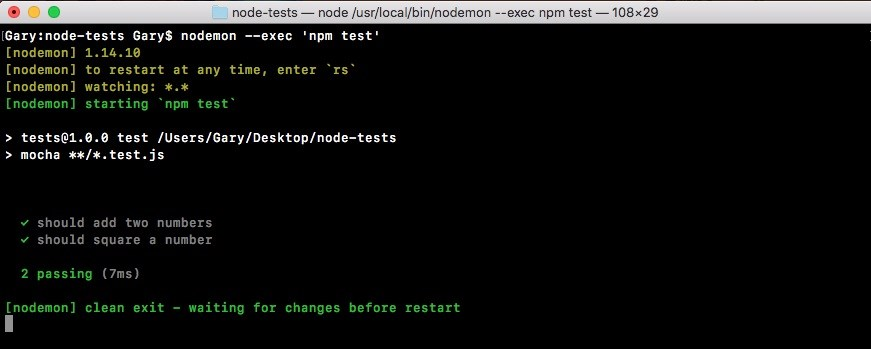 node-tests — node /usr/local/bin/nodemon --exec npm test — 108×29
Gary:node-tests Gary$ nodemon --exec 'npm test'
[nodemon] 1.14.10
[nodemon] to restart at any time, enter `rs`
[nodemon] watching: *.*
[nodemon] starting `npm test`
> tests@1.0.0 test /Users/Gary/Desktop/node-tests
> mocha **/*.test.js
✓ should add two numbers
✓ should square a number
2 passing (7ms)
[nodemon] clean exit - waiting for changes before restart